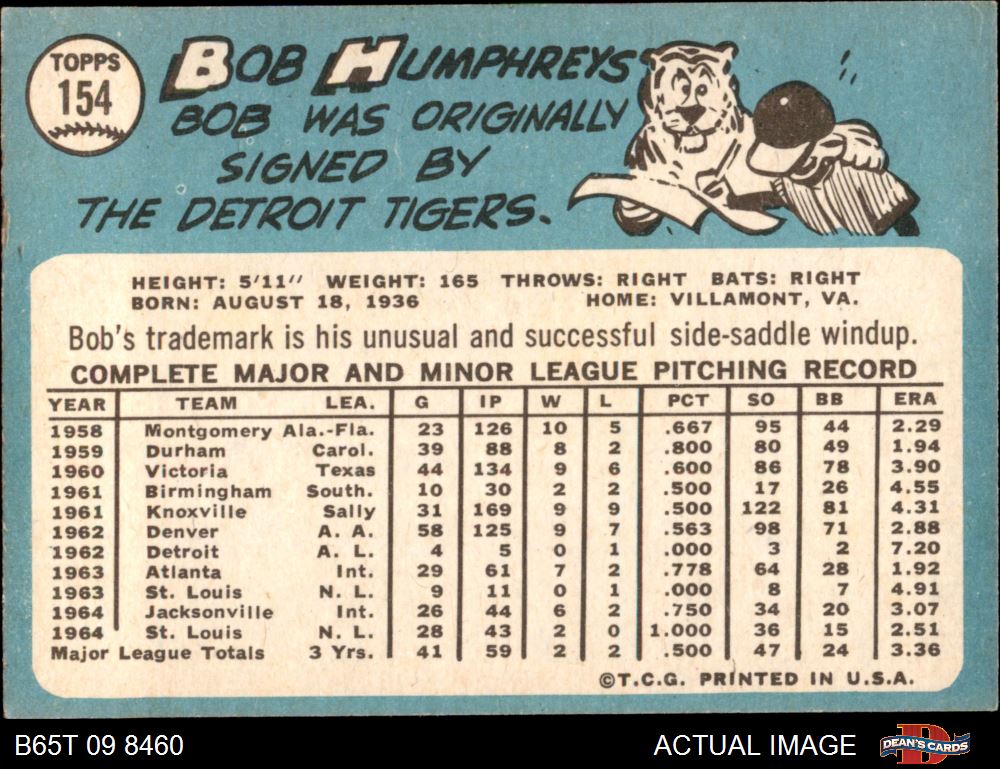 TOPPS
154
BOB HUMPHREYS
BOB WAS ORIGINALLY
SIGNED BY
THE DETROIT TIGERS.
HEIGHT: 5'11" WEIGHT: 165 THROWS: RIGHT BATS: RIGHT
BORN: AUGUST 18, 1936 HOME: VILLAMONT, VA.
Bob's trademark is his unusual and successful side-saddle windup.
COMPLETE MAJOR AND MINOR LEAGUE PITCHING RECORD
YEAR TEAM LEA. G IP W L PCT SO BB ERA
1958 Montgomery Ala.-Fla. 23 126 10 5 .667 95 44 2.29
1959 Durham Carol. 39 88 8 2 .800 80 49 1.94
1960 Victoria Texas 44 134 9 6 .600 86 78 3.90
1961 Birmingham South. 10 30 2 2 .500 17 26 4.55
1961 Knoxville Sally 31 169 9 9 .500 122 81 4.31
1962 Denver A. A. 58 125 9 7 .563 98 71 2.88
1962 Detroit A. L. 4 5 0 1 .000 3 2 7.20
1963 Atlanta Int. 29 61 7 2 .778 64 28 1.92
1963 St. Louis N. L. 9 11 0 1 .000 8 7 4.91
1964 Jacksonville Int. 26 44 6 2 .750 34 20 3.07
1964 St. Louis N. L. 28 43 2 0 1.000 36 15 2.51
Major League Totals 3 Yrs. 41 59 2 2 .500 47 24 3.36
©T.C.G. PRINTED IN U.S.A.
B65T 09 8460 ACTUAL IMAGE DEAN'S CARDS